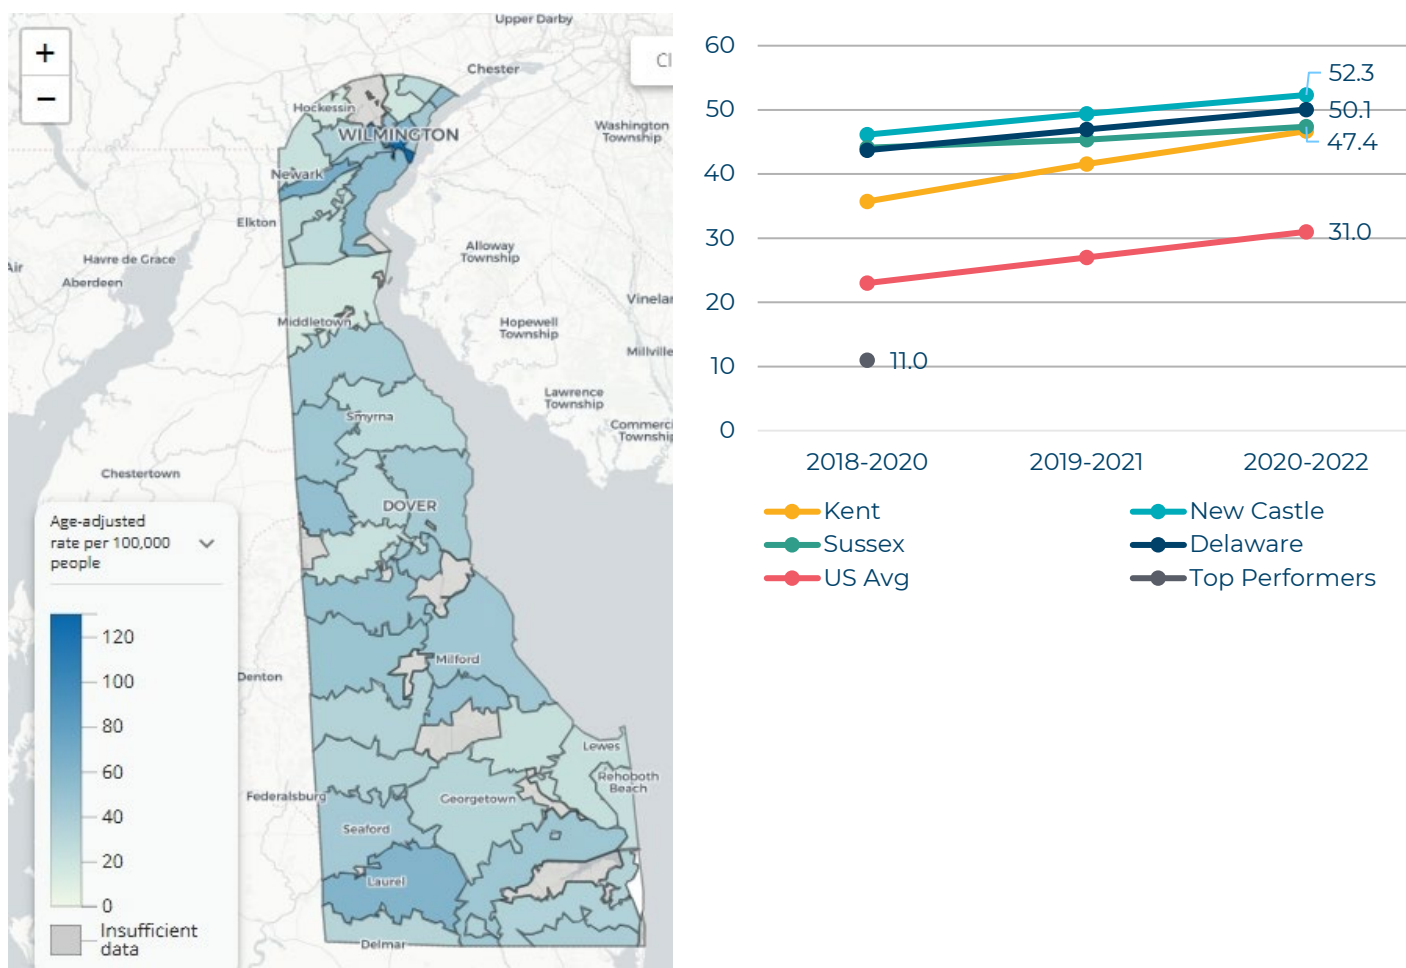 +
−
Upper Darby
Chester
Cl
Hockessin
WILMINGTON
Washington
Township
Newark
Elkton
Alloway
Township
Havre de Grace
Air
Aberdeen
Vinelan
Middletown
Hopewell
Township
Millville
Smyrna
Lawrence
Township
Commerci
Township
Chestertown
DOVER
Age-adjusted
rate per 100,000
people
120
100
80
60
40
20
0
Insufficient
data
Milford
Denton
Lewes
Rehoboth
Beach
Federalsburg
Georgetown
Seaford
Laurel
Delmar
60
50
40
30
20
10
0
52.3
50.1
47.4
31.0
11.0
2018-2020
2019-2021
2020-2022
Kent
New Castle
Sussex
Delaware
US Avg
Top Performers